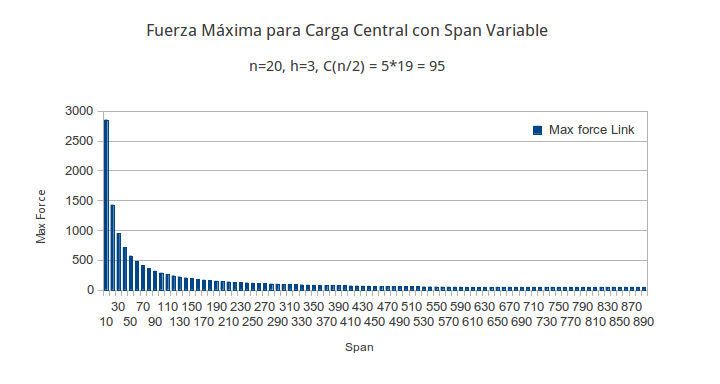 Fuerza Máxima para Carga Central con Span Variable
n=20, h=3, C(n/2) = 5*19 = 95
Max force Link
Max Force
3000
2500
2000
1500
1000
500
0
30 70 110 150 190 230 270 310 350 390 430 470 510 550 590 630 670 710 750 790 830 870
10 50 90 130 170 210 250 290 330 370 410 450 490 530 570 610 650 690 730 770 810 850 890
Span